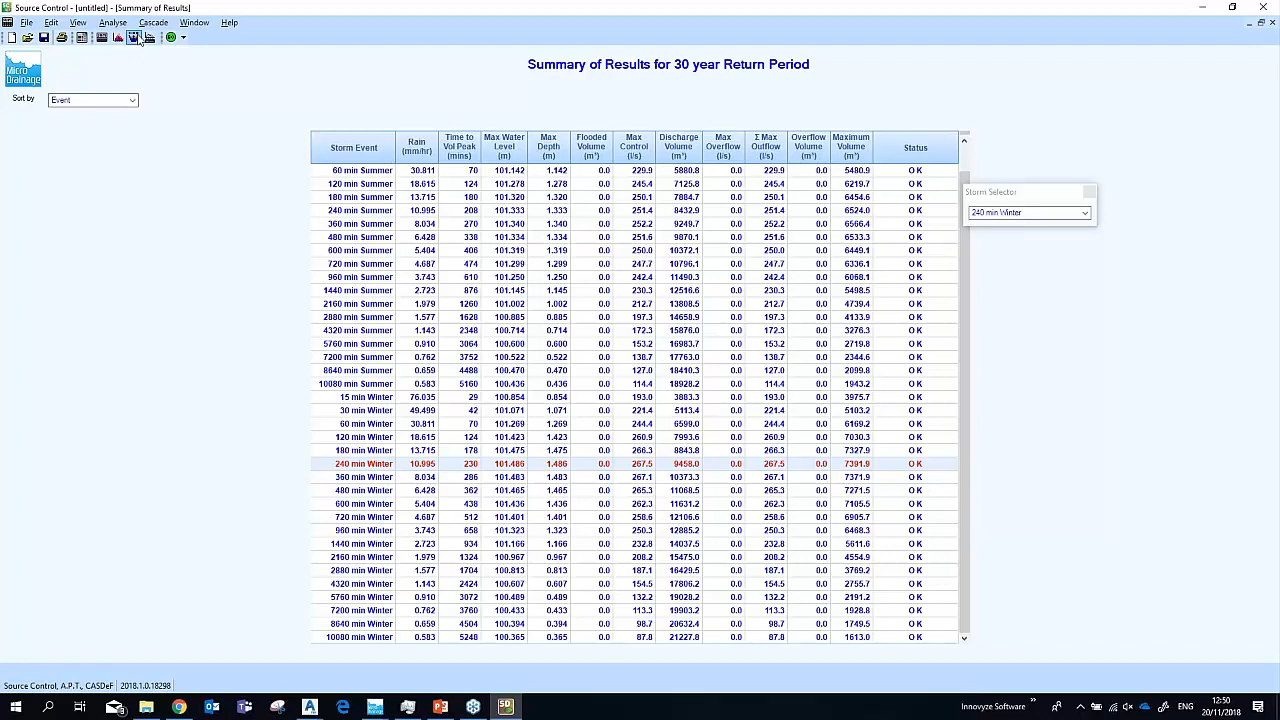 Source Control - [untitled] - [Summary of Results]
File Edit View Analyse Cascade Window Help
Micro
Drainage
Summary of Results for 30 year Return Period
Sort by Event
Storm Event Rain (mm/hr) Time to Vol Peak (mins) Max Water Level (m) Max Depth (m) Flooded Volume (m³) Max Control (l/s) Discharge Volume (m³) Max Overflow (l/s) Σ Max Outflow (l/s) Overflow Volume (m³) Maximum Volume (m³) Status
60 min Summer 30.811 70 101.142 1.142 0.0 229.9 5880.8 0.0 229.9 0.0 5480.9 O K
120 min Summer 18.615 124 101.278 1.278 0.0 245.4 7125.8 0.0 245.4 0.0 6219.7 O K
180 min Summer 13.715 180 101.320 1.320 0.0 250.1 7884.7 0.0 250.1 0.0 6454.6 O K
240 min Summer 10.995 208 101.333 1.333 0.0 251.4 8432.9 0.0 251.4 0.0 6524.0 O K
360 min Summer 8.034 270 101.340 1.340 0.0 252.2 9249.7 0.0 252.2 0.0 6566.4 O K
480 min Summer 6.428 338 101.334 1.334 0.0 251.6 9870.1 0.0 251.6 0.0 6533.3 O K
600 min Summer 5.404 406 101.319 1.319 0.0 250.0 10372.1 0.0 250.0 0.0 6449.1 O K
720 min Summer 4.687 474 101.299 1.299 0.0 247.7 10796.1 0.0 247.7 0.0 6336.1 O K
960 min Summer 3.743 610 101.250 1.250 0.0 242.4 11490.3 0.0 242.4 0.0 6068.1 O K
1440 min Summer 2.723 876 101.145 1.145 0.0 230.3 12516.6 0.0 230.3 0.0 5498.5 O K
2160 min Summer 1.979 1260 101.002 1.002 0.0 212.7 13808.5 0.0 212.7 0.0 4739.4 O K
2880 min Summer 1.577 1628 100.885 0.885 0.0 197.3 14658.9 0.0 197.3 0.0 4133.9 O K
4320 min Summer 1.143 2348 100.714 0.714 0.0 172.3 15876.0 0.0 172.3 0.0 3276.3 O K
5760 min Summer 0.910 3064 100.600 0.600 0.0 153.2 16983.7 0.0 153.2 0.0 2719.8 O K
7200 min Summer 0.762 3752 100.522 0.522 0.0 138.7 17763.0 0.0 138.7 0.0 2344.6 O K
8640 min Summer 0.659 4488 100.470 0.470 0.0 127.0 18410.3 0.0 127.0 0.0 2099.8 O K
10080 min Summer 0.583 5160 100.436 0.436 0.0 114.4 18928.2 0.0 114.4 0.0 1943.2 O K
15 min Winter 76.035 29 100.854 0.854 0.0 193.0 3883.3 0.0 193.0 0.0 3975.7 O K
30 min Winter 49.499 42 101.071 1.071 0.0 221.4 5113.4 0.0 221.4 0.0 5103.2 O K
60 min Winter 30.811 70 101.269 1.269 0.0 244.4 6599.0 0.0 244.4 0.0 6169.2 O K
120 min Winter 18.615 124 101.423 1.423 0.0 260.9 7993.6 0.0 260.9 0.0 7030.3 O K
180 min Winter 13.715 178 101.475 1.475 0.0 266.3 8843.8 0.0 266.3 0.0 7327.9 O K
240 min Winter 10.995 230 101.486 1.486 0.0 267.5 9458.0 0.0 267.5 0.0 7391.9 O K
360 min Winter 8.034 286 101.483 1.483 0.0 267.1 10373.3 0.0 267.1 0.0 7371.9 O K
480 min Winter 6.428 362 101.465 1.465 0.0 265.3 11068.5 0.0 265.3 0.0 7271.5 O K
600 min Winter 5.404 438 101.436 1.436 0.0 262.3 11631.2 0.0 262.3 0.0 7105.5 O K
720 min Winter 4.687 512 101.401 1.401 0.0 258.6 12106.6 0.0 258.6 0.0 6905.7 O K
960 min Winter 3.743 658 101.323 1.323 0.0 250.3 12885.2 0.0 250.3 0.0 6468.3 O K
1440 min Winter 2.723 934 101.166 1.166 0.0 232.8 14037.5 0.0 232.8 0.0 5611.6 O K
2160 min Winter 1.979 1324 100.967 0.967 0.0 208.2 15475.0 0.0 208.2 0.0 4554.9 O K
2880 min Winter 1.577 1704 100.813 0.813 0.0 187.1 16429.5 0.0 187.1 0.0 3769.2 O K
4320 min Winter 1.143 2424 100.607 0.607 0.0 154.5 17806.2 0.0 154.5 0.0 2755.7 O K
5760 min Winter 0.910 3072 100.489 0.489 0.0 132.2 19028.2 0.0 132.2 0.0 2191.2 O K
7200 min Winter 0.762 3760 100.433 0.433 0.0 113.3 19903.2 0.0 113.3 0.0 1928.8 O K
8640 min Winter 0.659 4504 100.394 0.394 0.0 98.7 20632.4 0.0 98.7 0.0 1749.5 O K
10080 min Winter 0.583 5248 100.365 0.365 0.0 87.8 21227.8 0.0 87.8 0.0 1613.0 O K
Storm Selector
240 min Winter
Source Control, A.P.T., CASDeF 2018.1.0.18298
Innovyze Software
12:50
20/11/2018